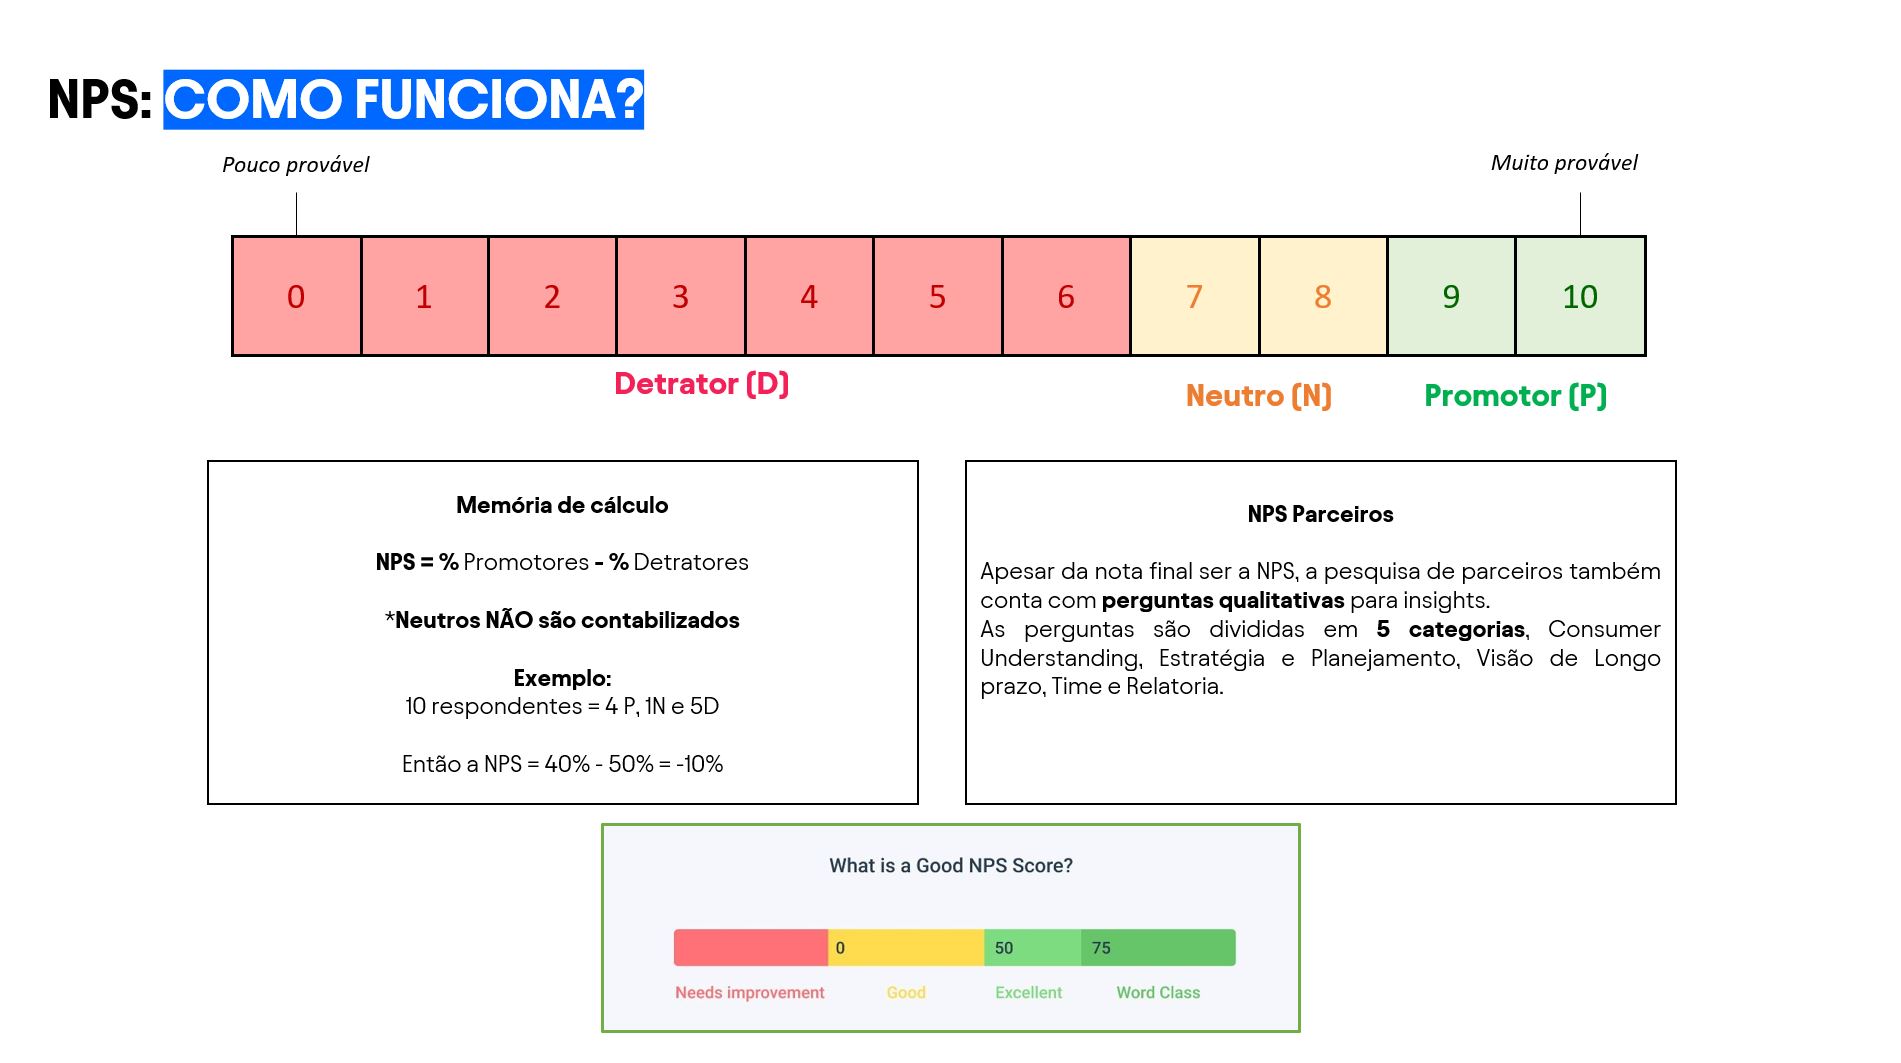 NPS: COMO FUNCIONA?
Pouco provável
Muito provável
0 1 2 3 4 5 6 7 8 9 10
Detrator (D)
Neutro (N)
Promotor (P)
Memória de cálculo
NPS = % Promotores - % Detratores
*Neutros NÃO são contabilizados
Exemplo:
10 respondentes = 4 P, 1N e 5D
Então a NPS = 40% - 50% = -10%
NPS Parceiros
Apesar da nota final ser a NPS, a pesquisa de parceiros também
conta com perguntas qualitativas para insights.
As perguntas são divididas em 5 categorias, Consumer
Understanding, Estratégia e Planejamento, Visão de Longo
prazo, Time e Relatoria.
What is a Good NPS Score?
0 50 75
Needs improvement Good Excellent Word Class